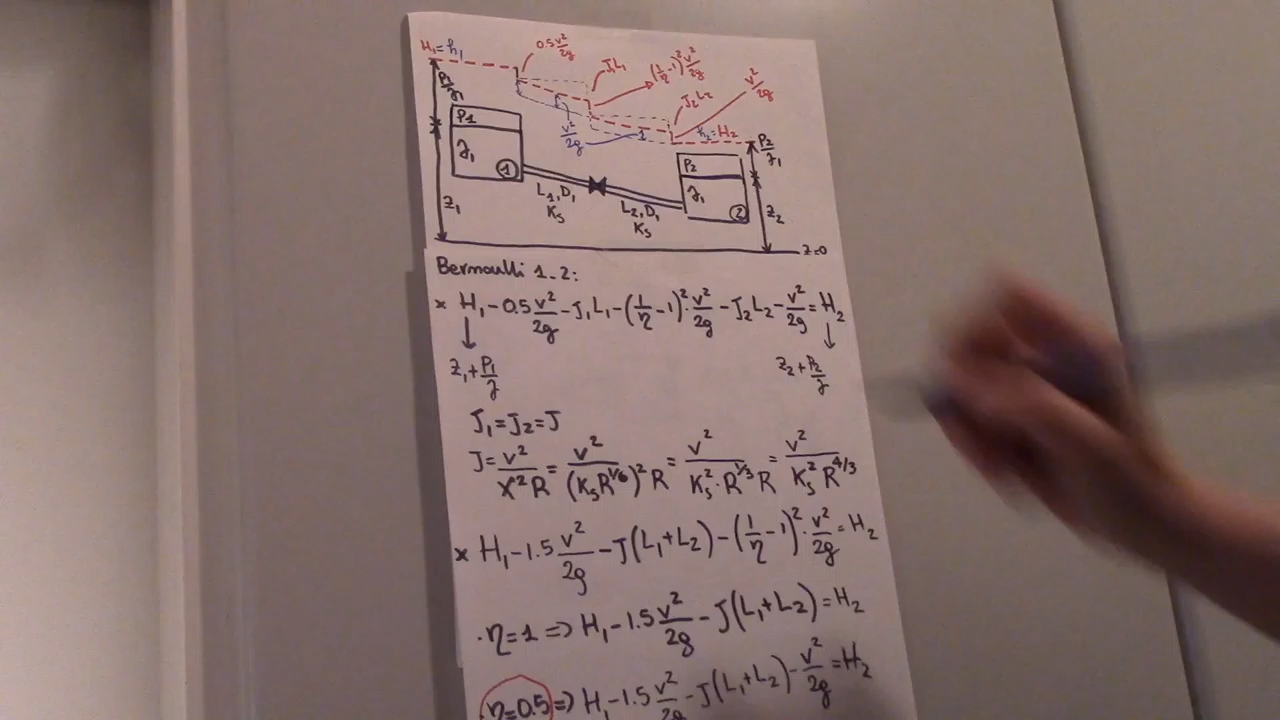 H₁=h₁
0.5 v²/2g
J₁L₁
(1/η-1)² v²/2g
v²/2g
P₁/γ₁
J₂L₂
P1
v²/2g
1
h₂=H₂
P₂/γ₁
γ₁
①
P2
L₁,D₁
Ks
L₂,D₁
Ks
γ₁
②
Z₁
Z₂
Z=0
Bernoulli 1-2:
× H₁-0.5 v²/2g-J₁L₁-(1/η-1)²·v²/2g-J₂L₂-v²/2g=H₂
↓ ↓
Z₁+P₁/γ Z₂+P₂/γ
J₁=J₂=J
J=v²/X²R=v²/(KsR^1/6)²R=v²/Ks²·R^1/3R=v²/Ks²R^4/3
× H₁-1.5 v²/2g-J(L₁+L₂)-(1/η-1)²·v²/2g=H₂
·η=1=>H₁-1.5 v²/2g-J(L₁+L₂)=H₂
·η=0.5=>H₁-1.5 v²/2g-J(L₁+L₂)-v²/2g=H₂